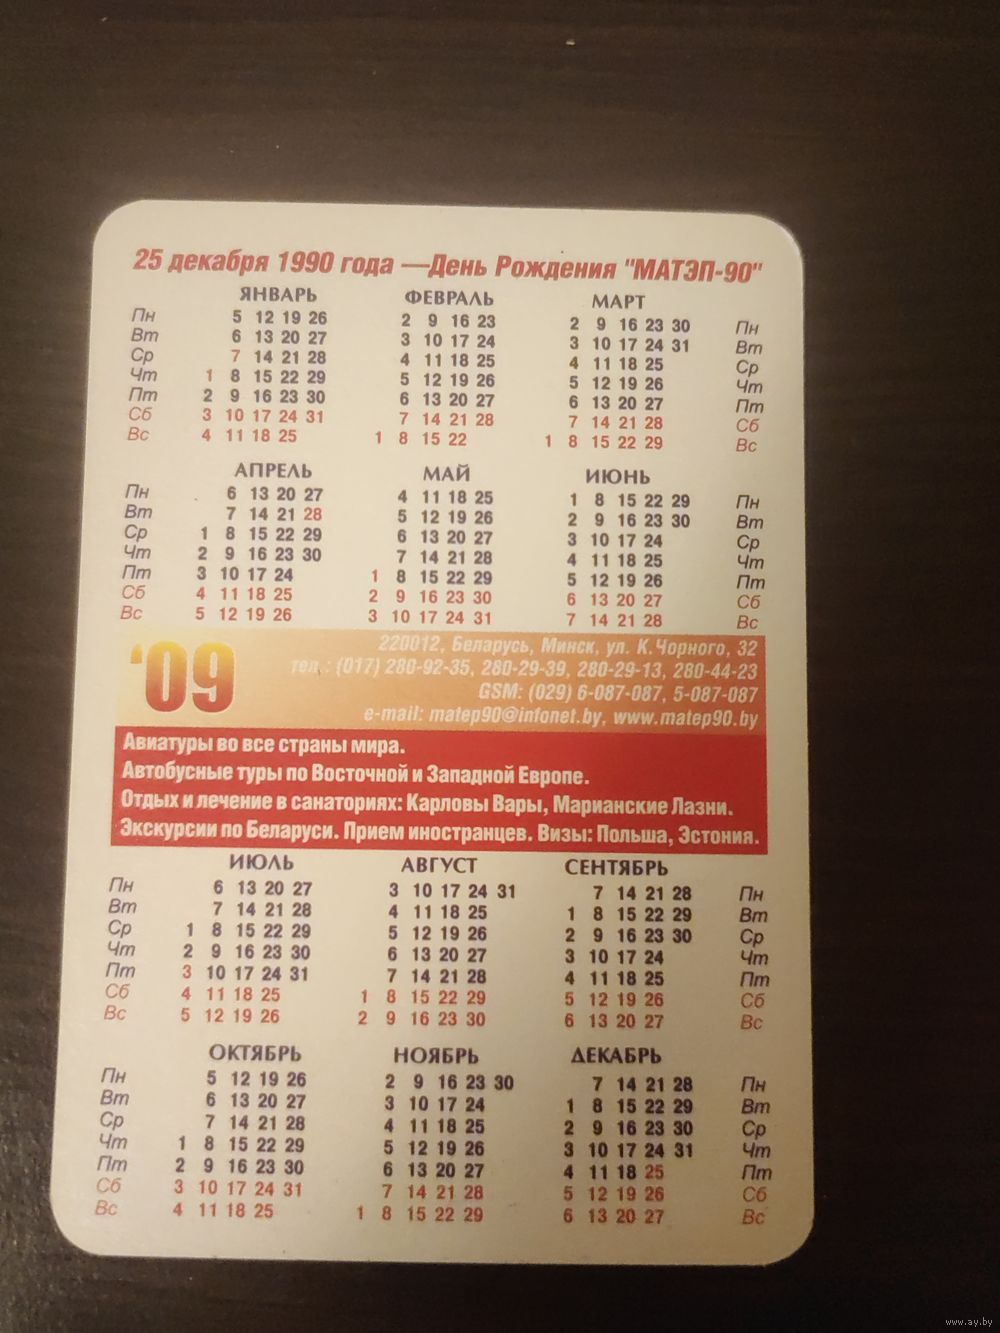 25 декабря 1990 года —День Рождения "МАТЭП-90"
ЯНВАРЬ ФЕВРАЛЬ МАРТ
Пн 5 12 19 26 2 9 16 23 2 9 16 23 30 Пн
Вт 6 13 20 27 3 10 17 24 3 10 17 24 31 Вт
Ср 7 14 21 28 4 11 18 25 4 11 18 25 Ср
Чт 1 8 15 22 29 5 12 19 26 5 12 19 26 Чт
Пт 2 9 16 23 30 6 13 20 27 6 13 20 27 Пт
Сб 3 10 17 24 31 7 14 21 28 7 14 21 28 Сб
Вс 4 11 18 25 1 8 15 22 1 8 15 22 29 Вс
АПРЕЛЬ МАЙ ИЮНЬ
Пн 6 13 20 27 4 11 18 25 1 8 15 22 29 Пн
Вт 7 14 21 28 5 12 19 26 2 9 16 23 30 Вт
Ср 1 8 15 22 29 6 13 20 27 3 10 17 24 Ср
Чт 2 9 16 23 30 7 14 21 28 4 11 18 25 Чт
Пт 3 10 17 24 1 8 15 22 29 5 12 19 26 Пт
Сб 4 11 18 25 2 9 16 23 30 6 13 20 27 Сб
Вс 5 12 19 26 3 10 17 24 31 7 14 21 28 Вс
'09
220012, Беларусь, Минск, ул. К.Чорного, 32
тел.: (017) 280-92-35, 280-29-39, 280-29-13, 280-44-23
GSM: (029) 6-087-087, 5-087-087
e-mail: matep90@infonet.by, www.matep90.by
Авиатуры во все страны мира.
Автобусные туры по Восточной и Западной Европе.
Отдых и лечение в санаториях: Карловы Вары, Марианские Лазни.
Экскурсии по Беларуси. Прием иностранцев. Визы: Польша, Эстония.
ИЮЛЬ АВГУСТ СЕНТЯБРЬ
Пн 6 13 20 27 3 10 17 24 31 7 14 21 28 Пн
Вт 7 14 21 28 4 11 18 25 1 8 15 22 29 Вт
Ср 1 8 15 22 29 5 12 19 26 2 9 16 23 30 Ср
Чт 2 9 16 23 30 6 13 20 27 3 10 17 24 Чт
Пт 3 10 17 24 31 7 14 21 28 4 11 18 25 Пт
Сб 4 11 18 25 1 8 15 22 29 5 12 19 26 Сб
Вс 5 12 19 26 2 9 16 23 30 6 13 20 27 Вс
ОКТЯБРЬ НОЯБРЬ ДЕКАБРЬ
Пн 5 12 19 26 2 9 16 23 30 7 14 21 28 Пн
Вт 6 13 20 27 3 10 17 24 1 8 15 22 29 Вт
Ср 7 14 21 28 4 11 18 25 2 9 16 23 30 Ср
Чт 1 8 15 22 29 5 12 19 26 3 10 17 24 31 Чт
Пт 2 9 16 23 30 6 13 20 27 4 11 18 25 Пт
Сб 3 10 17 24 31 7 14 21 28 5 12 19 26 Сб
Вс 4 11 18 25 1 8 15 22 29 6 13 20 27 Вс
www.ay.by